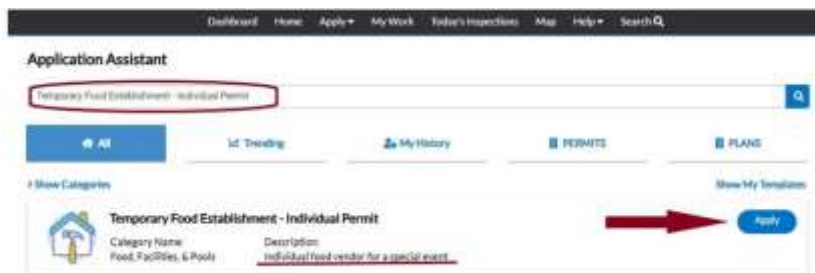 Dashboard Home Apply My Work Today's Inspections Map Help Search
Application Assistant
Temporary Food Establishment - Individual Permit
All Trending My History PERMITS PLANS
Show Categories Show My Templates
Temporary Food Establishment - Individual Permit Apply
Category Name: Description:
Food, Facilities, & Pools Individual food vendor for a special event